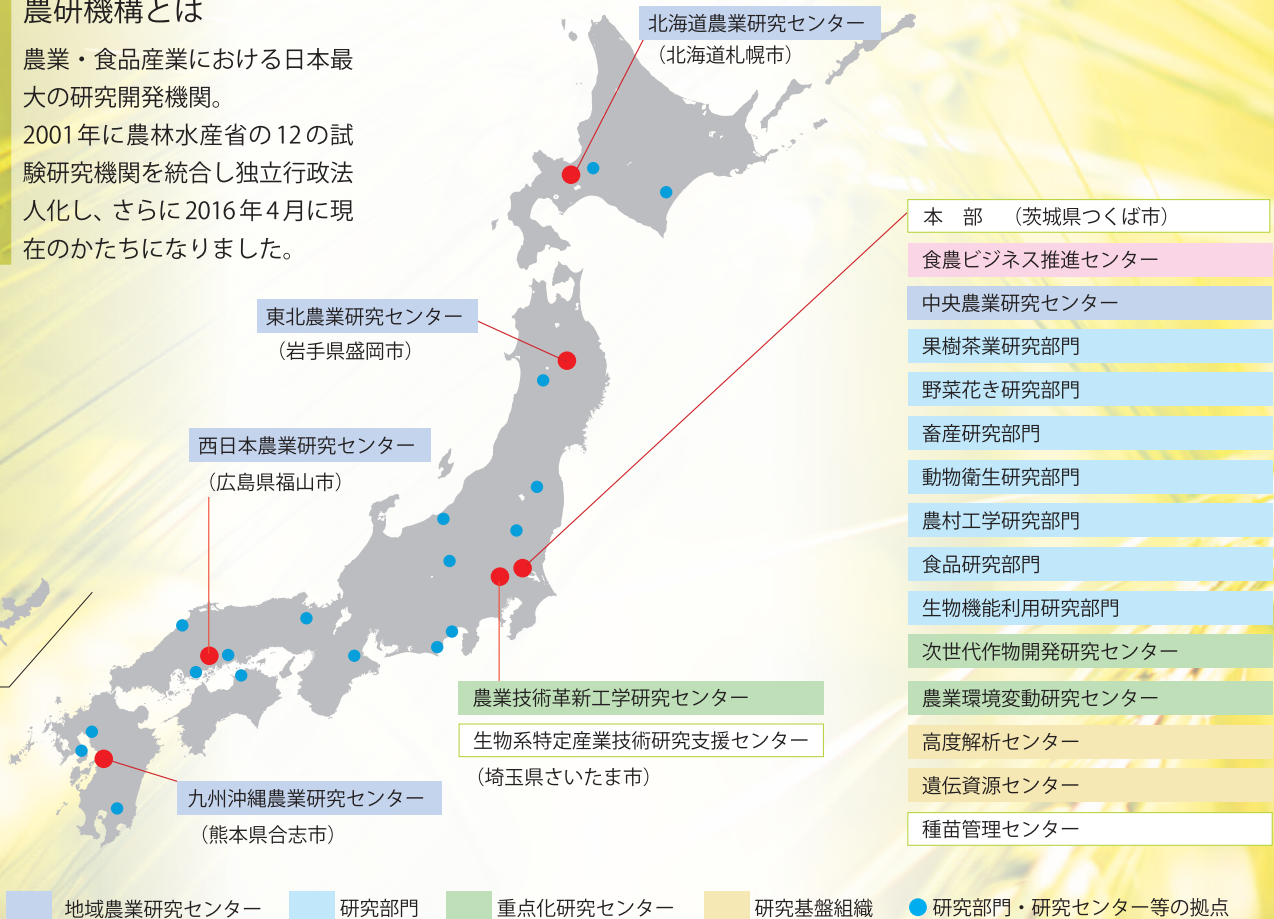 農研機構とは
農業・食品産業における日本最
大の研究開発機関。
2001年に農林水産省の12の試
験研究機関を統合し独立行政法
人化し、さらに2016年4月に現
在のかたちになりました。
北海道農業研究センター
（北海道札幌市）
東北農業研究センター
（岩手県盛岡市）
西日本農業研究センター
（広島県福山市）
農業技術革新工学研究センター
生物系特定産業技術研究支援センター
（埼玉県さいたま市）
九州沖縄農業研究センター
（熊本県合志市）
本　部　（茨城県つくば市）
食農ビジネス推進センター
中央農業研究センター
果樹茶業研究部門
野菜花き研究部門
畜産研究部門
動物衛生研究部門
農村工学研究部門
食品研究部門
生物機能利用研究部門
次世代作物開発研究センター
農業環境変動研究センター
高度解析センター
遺伝資源センター
種苗管理センター
地域農業研究センター
研究部門
重点化研究センター
研究基盤組織
研究部門・研究センター等の拠点